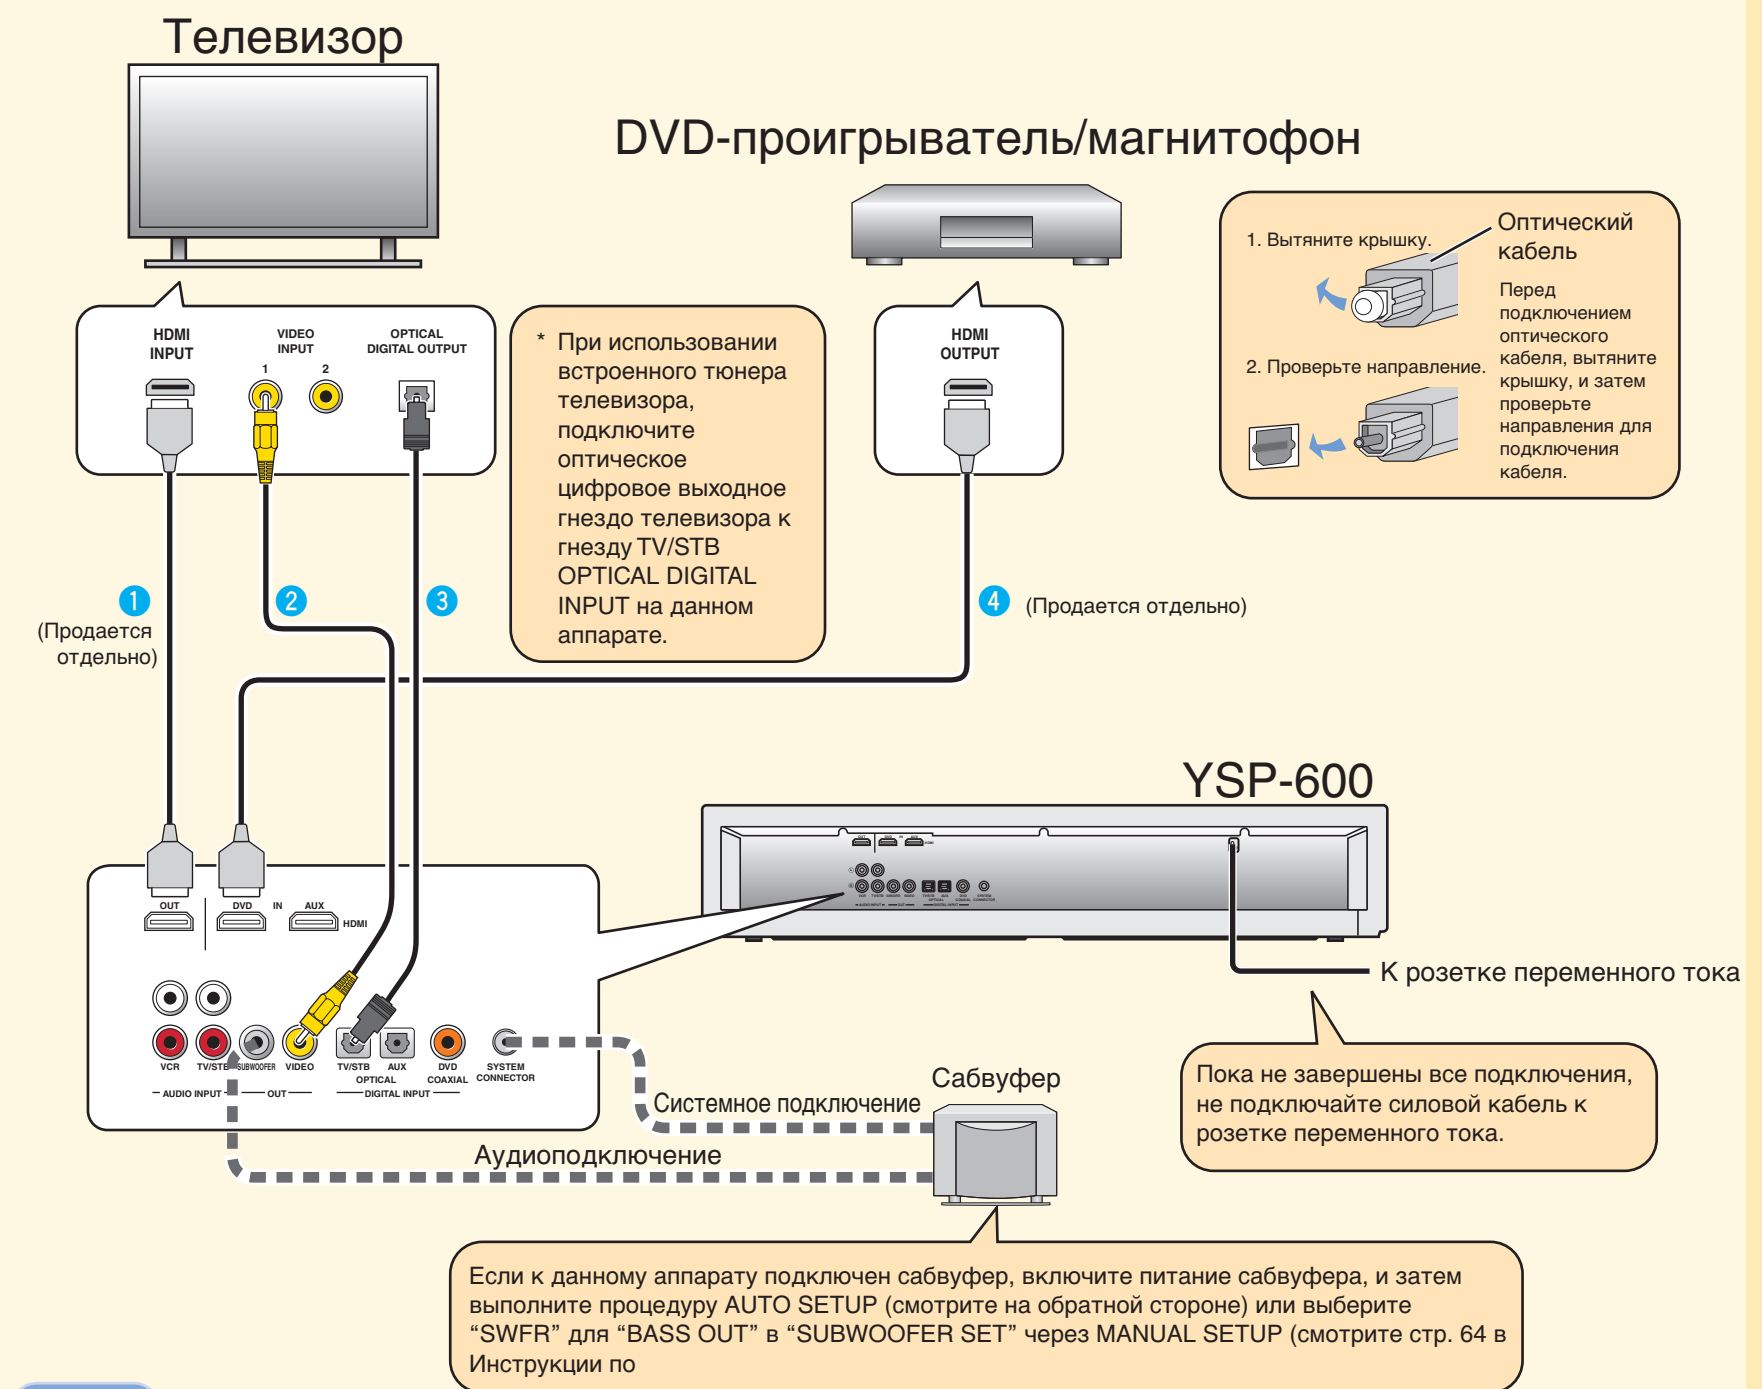 Телевизор
DVD-проигрыватель/магнитофон
HDMI
INPUT
VIDEO
INPUT
1
2
OPTICAL
DIGITAL OUTPUT
* При использовании
встроенного тюнера
телевизора,
подключите
оптическое
цифровое выходное
гнездо телевизора к
гнезду TV/STB
OPTICAL DIGITAL
INPUT на данном
аппарате.
HDMI
OUTPUT
1. Вытяните крышку.
2. Проверьте направление.
Оптический
кабель
Перед
подключением
оптического
кабеля, вытяните
крышку, и затем
проверьте
направления для
подключения
кабеля.
1
(Продается
отдельно)
2
3
4
(Продается отдельно)
YSP-600
OUT
DVD
IN
AUX
HDMI
VCR
TV/STB
SUBWOOFER
VIDEO
TV/STB
AUX
DVD
SYSTEM
CONNECTOR
OPTICAL
COAXIAL
AUDIO INPUT
OUT
DIGITAL INPUT
К розетке переменного тока
Пока не завершены все подключения,
не подключайте силовой кабель к
розетке переменного тока.
Сабвуфер
Системное подключение
Аудиоподключение
Если к данному аппарату подключен сабвуфер, включите питание сабвуфера, и затем
выполните процедуру AUTO SETUP (смотрите на обратной стороне) или выберите
“SWFR” для “BASS OUT” в “SUBWOOFER SET” через MANUAL SETUP (смотрите стр. 64 в
Инструкции по